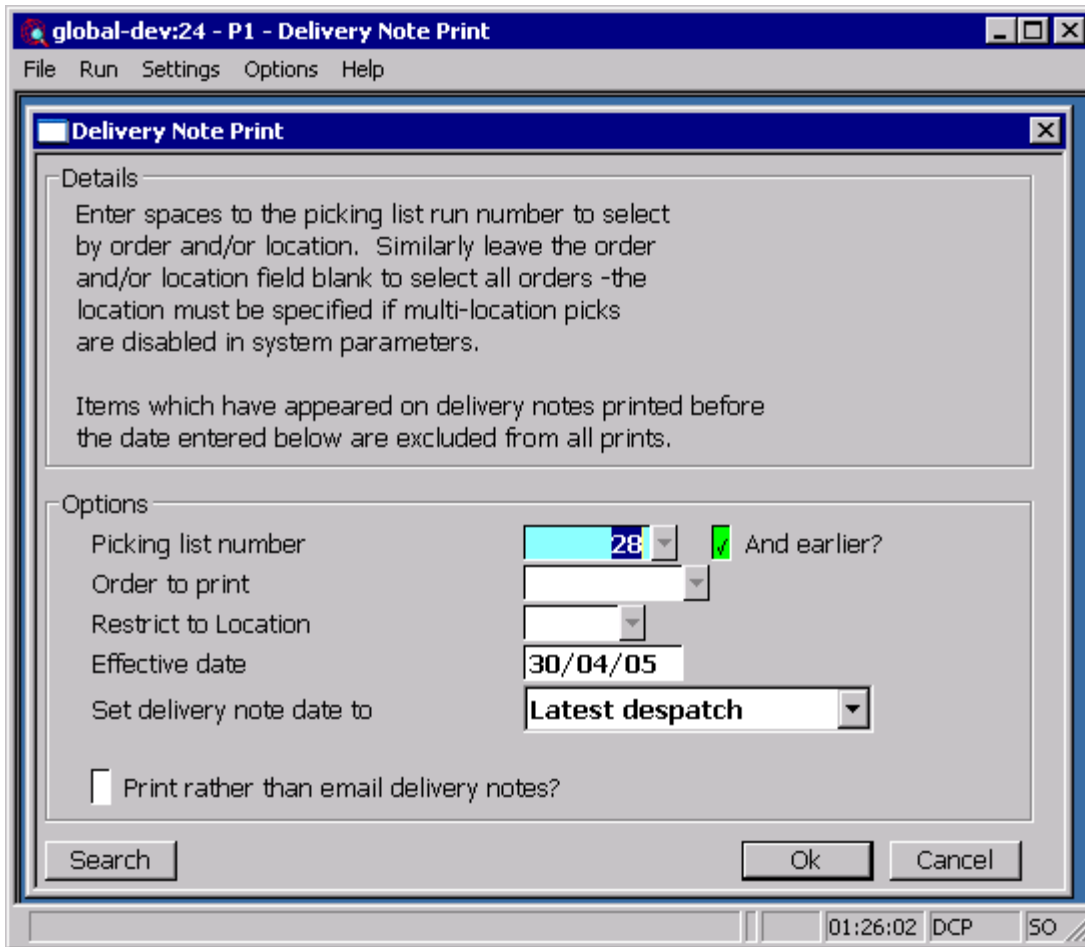 global-dev:24 - P1 - Delivery Note Print
File Run Settings Options Help
Delivery Note Print
Details
Enter spaces to the picking list run number to select
by order and/or location. Similarly leave the order
and/or location field blank to select all orders -the
location must be specified if multi-location picks
are disabled in system parameters.
Items which have appeared on delivery notes printed before
the date entered below are excluded from all prints.
Options
Picking list number 28 And earlier?
Order to print
Restrict to Location
Effective date 30/04/05
Set delivery note date to Latest despatch
Print rather than email delivery notes?
Search Ok Cancel
01:26:02 DCP SO